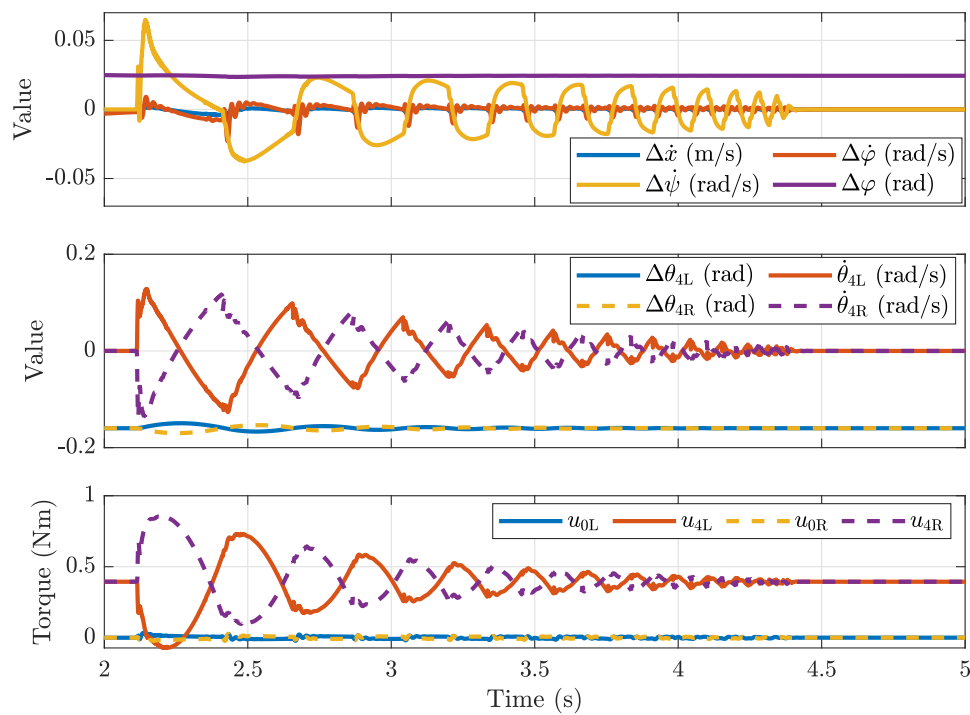 0.05
0
-0.05
Value
Δẋ (m/s) Δφ̇ (rad/s)
Δψ̇ (rad/s) Δφ (rad)
0.2
0
-0.2
Value
Δθ4L (rad) θ̇4L (rad/s)
Δθ4R (rad) θ̇4R (rad/s)
1
0.5
0
Torque (Nm)
u0L u4L u0R u4R
2 2.5 3 3.5 4 4.5 5
Time (s)